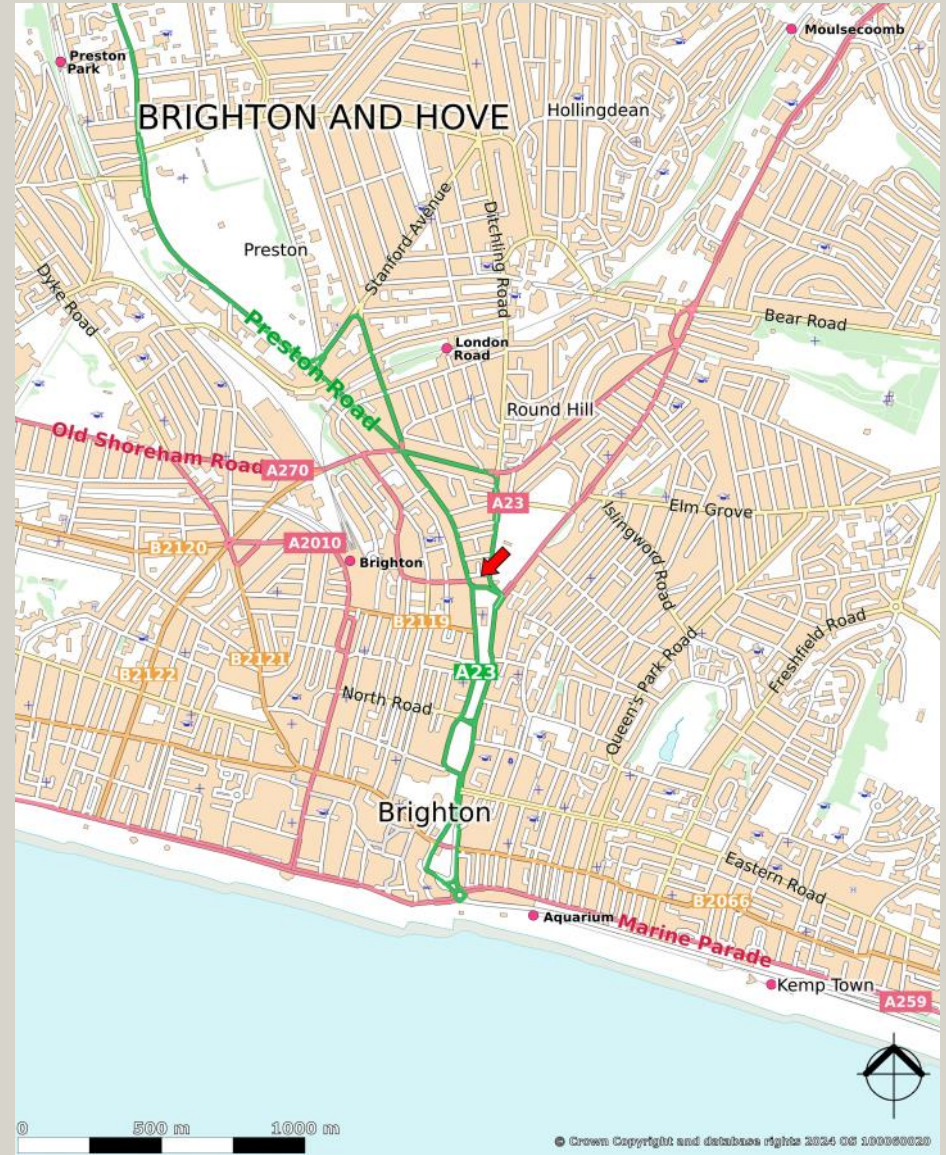 Moulsecoomb
Preston
Park
BRIGHTON AND HOVE
Hollingdean
Stanford Avenue
Ditchling Road
Preston
Dyke Road
Preston Road
Bear Road
London
Road
Round Hill
Old Shoreham Road
A270
A23
Elm Grove
Islingword Road
B2120
A2010
Brighton
B2119
Freshfield Road
B2121
A23
B2122
Queen's Park Road
North Road
Brighton
Eastern Road
B2066
Aquarium
Marine Parade
Kemp Town
A259
0 500 m 1000 m
© Crown Copyright and database rights 2024 OS 100060020